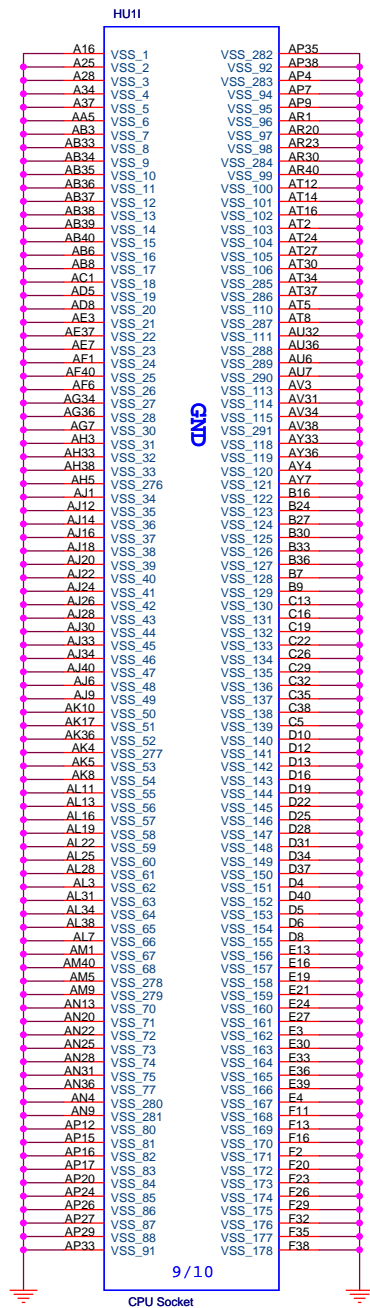 HU1I
A16 VSS_1 VSS_282 AP35
A25 VSS_2 VSS_92 AP38
A28 VSS_3 VSS_283 AP4
A34 VSS_4 VSS_94 AP7
A37 VSS_5 VSS_95 AP9
AA5 VSS_6 VSS_96 AR1
AB3 VSS_7 VSS_97 AR20
AB33 VSS_8 VSS_98 AR23
AB34 VSS_9 VSS_284 AR30
AB35 VSS_10 VSS_99 AR40
AB36 VSS_11 VSS_100 AT12
AB37 VSS_12 VSS_101 AT14
AB38 VSS_13 VSS_102 AT16
AB39 VSS_14 VSS_103 AT2
AB40 VSS_15 VSS_104 AT24
AB6 VSS_16 VSS_105 AT27
AB8 VSS_17 VSS_106 AT30
AC1 VSS_18 VSS_285 AT34
AD5 VSS_19 VSS_286 AT37
AD8 VSS_20 VSS_110 AT5
AE3 VSS_21 VSS_287 AT8
AE37 VSS_22 VSS_111 AU32
AE7 VSS_23 VSS_288 AU36
AF1 VSS_24 VSS_289 AU6
AF40 VSS_25 VSS_290 AU7
AF6 VSS_26 VSS_113 AV3
AG34 VSS_27 VSS_114 AV31
AG36 VSS_28 VSS_115 AV34
AG7 VSS_30 VSS_291 AV38
AH3 VSS_31 VSS_118 AY33
AH33 VSS_32 VSS_119 AY36
AH38 VSS_33 VSS_120 AY4
AH5 VSS_276 VSS_121 AY7
AJ1 VSS_34 VSS_122 B16
AJ12 VSS_35 VSS_123 B24
AJ14 VSS_36 VSS_124 B27
AJ16 VSS_37 VSS_125 B30
AJ18 VSS_38 VSS_126 B33
AJ20 VSS_39 VSS_127 B36
AJ22 VSS_40 VSS_128 B7
AJ24 VSS_41 VSS_129 B9
AJ26 VSS_42 VSS_130 C13
AJ28 VSS_43 VSS_131 C16
AJ30 VSS_44 VSS_132 C19
AJ33 VSS_45 VSS_133 C22
AJ34 VSS_46 VSS_134 C26
AJ40 VSS_47 VSS_135 C29
AJ6 VSS_48 VSS_136 C32
AJ9 VSS_49 VSS_137 C35
AK10 VSS_50 VSS_138 C38
AK17 VSS_51 VSS_139 C5
AK36 VSS_52 VSS_140 D10
AK4 VSS_277 VSS_141 D12
AK5 VSS_53 VSS_142 D13
AK8 VSS_54 VSS_143 D16
AL11 VSS_55 VSS_144 D19
AL13 VSS_56 VSS_145 D22
AL16 VSS_57 VSS_146 D25
AL19 VSS_58 VSS_147 D28
AL22 VSS_59 VSS_148 D31
AL25 VSS_60 VSS_149 D34
AL28 VSS_61 VSS_150 D37
AL3 VSS_62 VSS_151 D4
AL31 VSS_63 VSS_152 D40
AL34 VSS_64 VSS_153 D5
AL38 VSS_65 VSS_154 D6
AL7 VSS_66 VSS_155 D8
AM1 VSS_67 VSS_156 E13
AM40 VSS_68 VSS_157 E16
AM5 VSS_278 VSS_158 E19
AM9 VSS_279 VSS_159 E21
AN13 VSS_70 VSS_160 E24
AN20 VSS_71 VSS_161 E27
AN22 VSS_72 VSS_162 E3
AN25 VSS_73 VSS_163 E30
AN28 VSS_74 VSS_164 E33
AN31 VSS_75 VSS_165 E36
AN36 VSS_77 VSS_166 E39
AN4 VSS_280 VSS_167 E4
AN9 VSS_281 VSS_168 F11
AP12 VSS_80 VSS_169 F13
AP15 VSS_81 VSS_170 F16
AP16 VSS_82 VSS_171 F2
AP17 VSS_83 VSS_172 F20
AP20 VSS_84 VSS_173 F23
AP24 VSS_85 VSS_174 F26
AP26 VSS_86 VSS_175 F29
AP27 VSS_87 VSS_176 F32
AP29 VSS_88 VSS_177 F35
AP33 VSS_91 VSS_178 F38
GND
9/10
CPU Socket